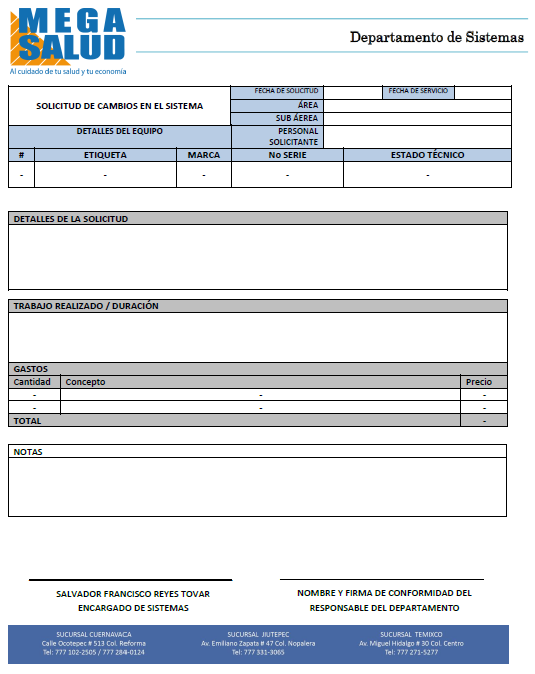 MEGA
SALUD
Al cuidado de tu salud y tu economía
Departamento de Sistemas
SOLICITUD DE CAMBIOS EN EL SISTEMA
FECHA DE SOLICITUD
FECHA DE SERVICIO
ÁREA
SUB ÁEREA
DETALLES DEL EQUIPO
PERSONAL
SOLICITANTE
# ETIQUETA MARCA No SERIE ESTADO TÉCNICO
- - - - -
DETALLES DE LA SOLICITUD
TRABAJO REALIZADO / DURACIÓN
GASTOS
Cantidad Concepto Precio
- - -
- - -
TOTAL -
NOTAS
SALVADOR FRANCISCO REYES TOVAR
ENCARGADO DE SISTEMAS
NOMBRE Y FIRMA DE CONFORMIDAD DEL
RESPONSABLE DEL DEPARTAMENTO
SUCURSAL CUERNAVACA
Calle Ocotepec # 513 Col. Reforma
Tel: 777 102-2505 / 777 284-0124
SUCURSAL JIUTEPEC
Av. Emiliano Zapata # 47 Col. Nopalera
Tel: 777 331-3065
SUCURSAL TEMIXCO
Av. Miguel Hidalgo # 30 Col. Centro
Tel: 777 271-5277